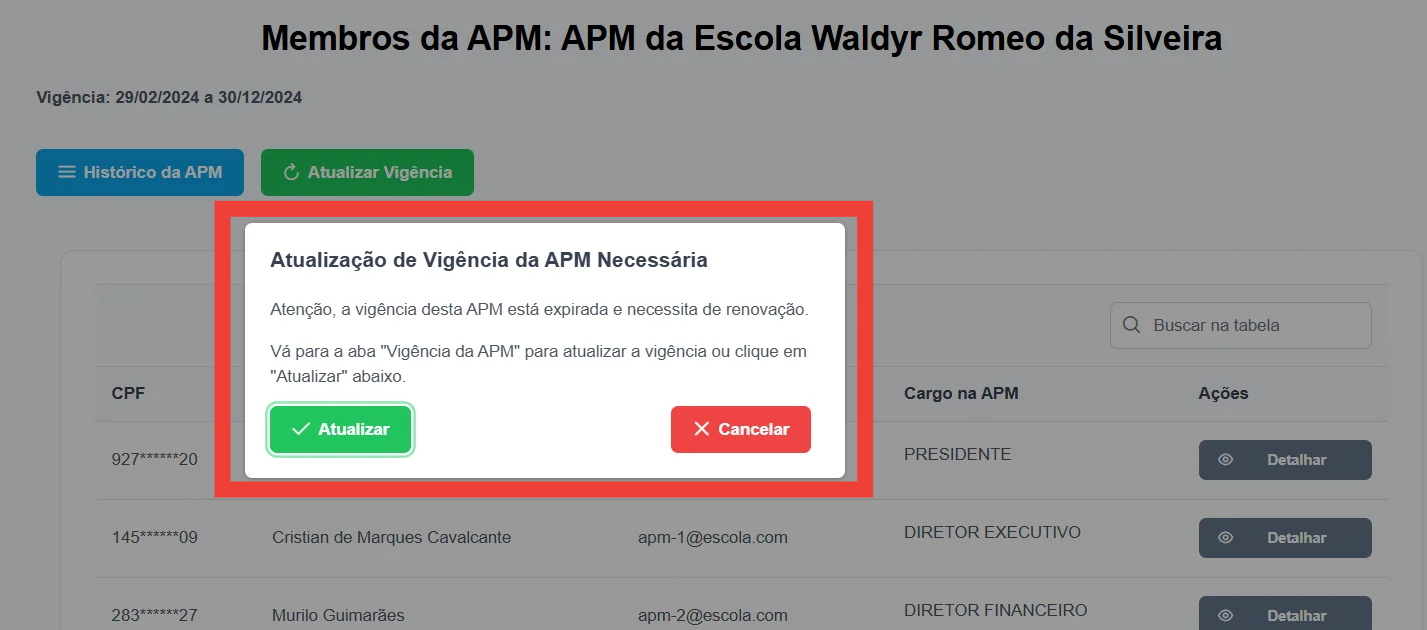 Membros da APM: APM da Escola Waldyr Romeo da Silveira
Vigência: 29/02/2024 a 30/12/2024
Histórico da APM
Atualizar Vigência
Atualização de Vigência da APM Necessária
Atenção, a vigência desta APM está expirada e necessita de renovação.
Vá para a aba "Vigência da APM" para atualizar a vigência ou clique em
"Atualizar" abaixo.
Atualizar
Cancelar
Buscar na tabela
CPF
Cargo na APM
Ações
927******20
PRESIDENTE
Detalhar
145******09
Cristian de Marques Cavalcante
apm-1@escola.com
DIRETOR EXECUTIVO
Detalhar
283******27
Murilo Guimarães
apm-2@escola.com
DIRETOR FINANCEIRO
Detalhar